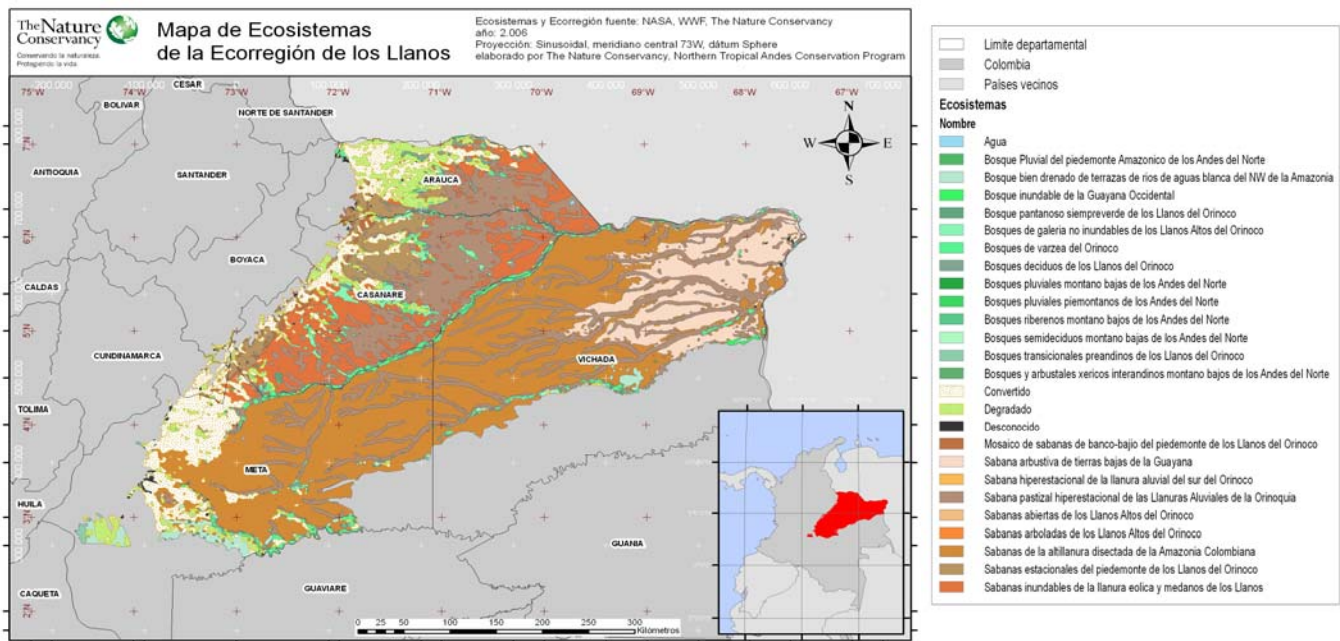 The Nature
Conservancy
Conservando la naturaleza.
Protegiendo la vida.
Mapa de Ecosistemas
de la Ecorregión de los Llanos
Ecosistemas y Ecorregión fuente: NASA, WWF, The Nature Conservancy
año: 2.006
Proyección: Sinusoidal, meridiano central 73W, dátum Sphere
elaborado por The Nature Conservancy, Northern Tropical Andes Conservation Program
75°W 74°W 73°W 72°W 71°W 70°W 69°W 68°W 67°W
CESAR
BOLIVAR
NORTE DE SANTANDER
N
W E
S
7°N
ANTIOQUIA
SANTANDER
ARAUCA
6°N
BOYACA
CALDAS
CASANARE
5°N
CUNDINAMARCA
VICHADA
TOLIMA
4°N
META
HUILA
3°N
GUANIA
CAQUETA
GUAVIARE
2°N
0 25 50 100 150 200 250 300
Kilómetros
Limite departamental
Colombia
Países vecinos
Ecosistemas
Nombre
Agua
Bosque Pluvial del piedemonte Amazonico de los Andes del Norte
Bosque bien drenado de terrazas de rios de aguas blanca del NW de la Amazonia
Bosque inundable de la Guayana Occidental
Bosque pantanoso siempreverde de los Llanos del Orinoco
Bosques de galeria no inundables de los Llanos Altos del Orinoco
Bosques de varzea del Orinoco
Bosques deciduos de los Llanos del Orinoco
Bosques pluviales montano bajas de los Andes del Norte
Bosques pluviales piemontanos de los Andes del Norte
Bosques riberenos montano bajos de los Andes del Norte
Bosques semideciduos montano bajas de los Andes del Norte
Bosques transicionales preandinos de los Llanos del Orinoco
Bosques y arbustales xericos interandinos montano bajos de los Andes del Norte
Convertido
Degradado
Desconocido
Mosaico de sabanas de banco-bajo del piedemonte de los Llanos del Orinoco
Sabana arbustiva de tierras bajas de la Guayana
Sabana hiperestacional de la llanura aluvial del sur del Orinoco
Sabana pastizal hiperestacional de las Llanuras Aluviales de la Orinoquia
Sabanas abiertas de los Llanos Altos del Orinoco
Sabanas arboladas de los Llanos Altos del Orinoco
Sabanas de la altillanura disectada de la Amazonia Colombiana
Sabanas estacionales del piedemonte de los Llanos del Orinoco
Sabanas inundables de la llanura eolica y medanos de los Llanos